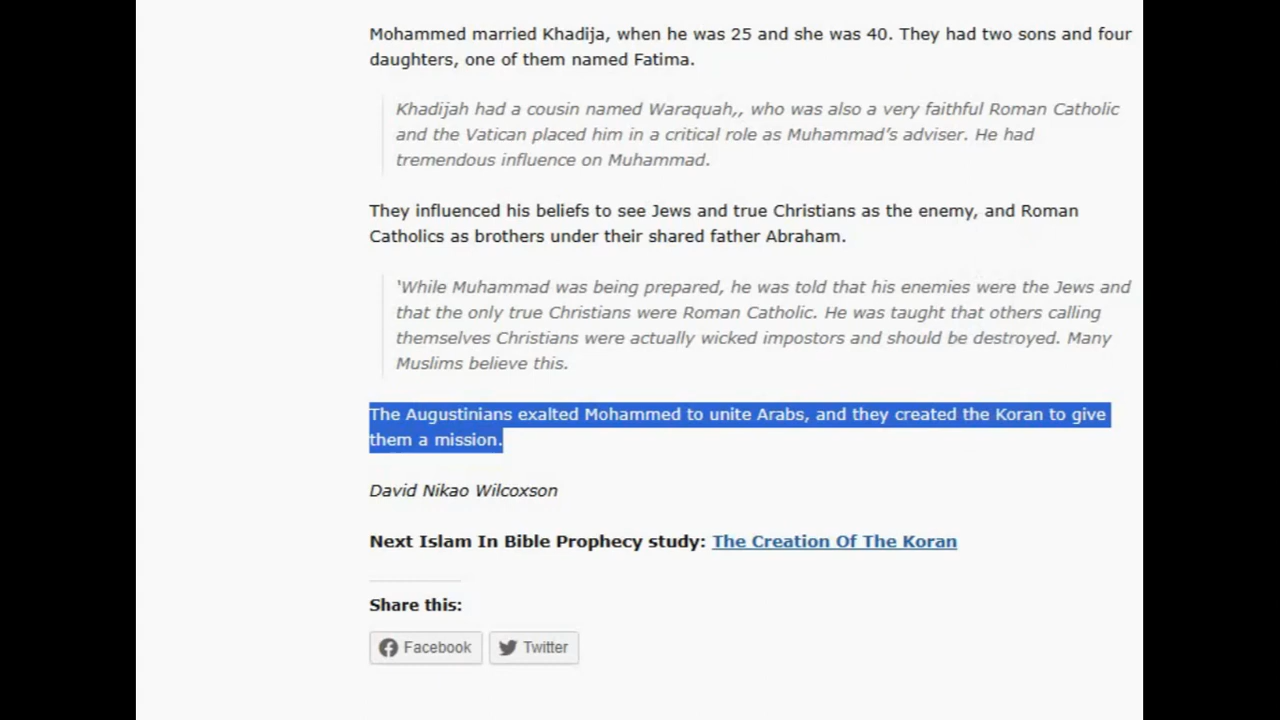 Mohammed married Khadija, when he was 25 and she was 40. They had two sons and four
daughters, one of them named Fatima.
Khadijah had a cousin named Waraquah,, who was also a very faithful Roman Catholic
and the Vatican placed him in a critical role as Muhammad’s adviser. He had
tremendous influence on Muhammad.
They influenced his beliefs to see Jews and true Christians as the enemy, and Roman
Catholics as brothers under their shared father Abraham.
‘While Muhammad was being prepared, he was told that his enemies were the Jews and
that the only true Christians were Roman Catholic. He was taught that others calling
themselves Christians were actually wicked impostors and should be destroyed. Many
Muslims believe this.
The Augustinians exalted Mohammed to unite Arabs, and they created the Koran to give
them a mission.
David Nikao Wilcoxson
Next Islam In Bible Prophecy study: The Creation Of The Koran
Share this:
Facebook Twitter